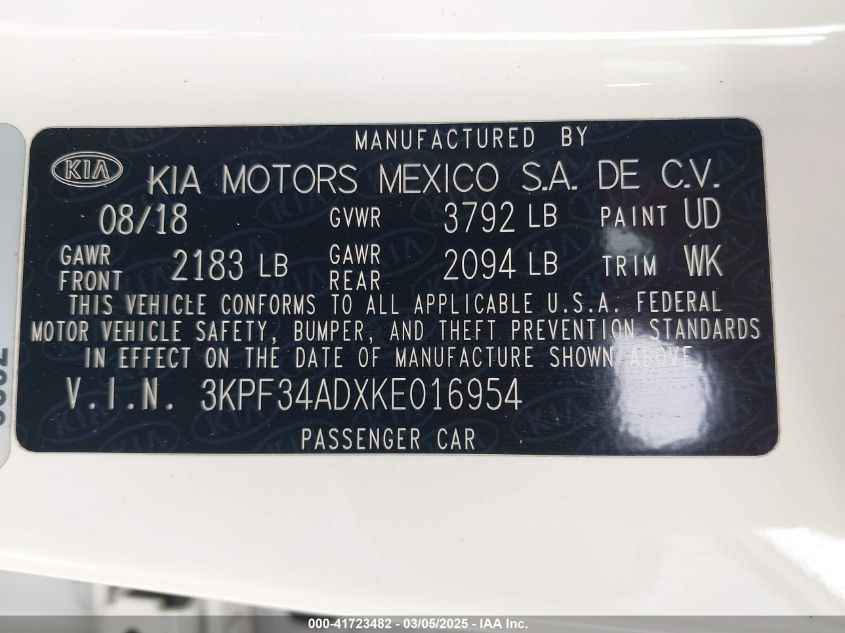 MANUFACTURED BY
KIA KIA MOTORS MEXICO S.A. DE C.V.
08/18 GVWR 3792 LB PAINT UD
GAWR FRONT 2183 LB GAWR REAR 2094 LB TRIM WK
THIS VEHICLE CONFORMS TO ALL APPLICABLE U.S.A. FEDERAL
MOTOR VEHICLE SAFETY, BUMPER, AND THEFT PREVENTION STANDARDS
IN EFFECT ON THE DATE OF MANUFACTURE SHOWN ABOVE
V.I.N. 3KPF34ADXKE016954
PASSENGER CAR
000-41723482 - 03/05/2025 - IAA Inc.